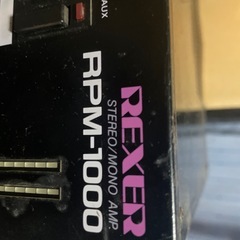 AUX
REXER
STEREO/MONO AMP.
RPM-1000